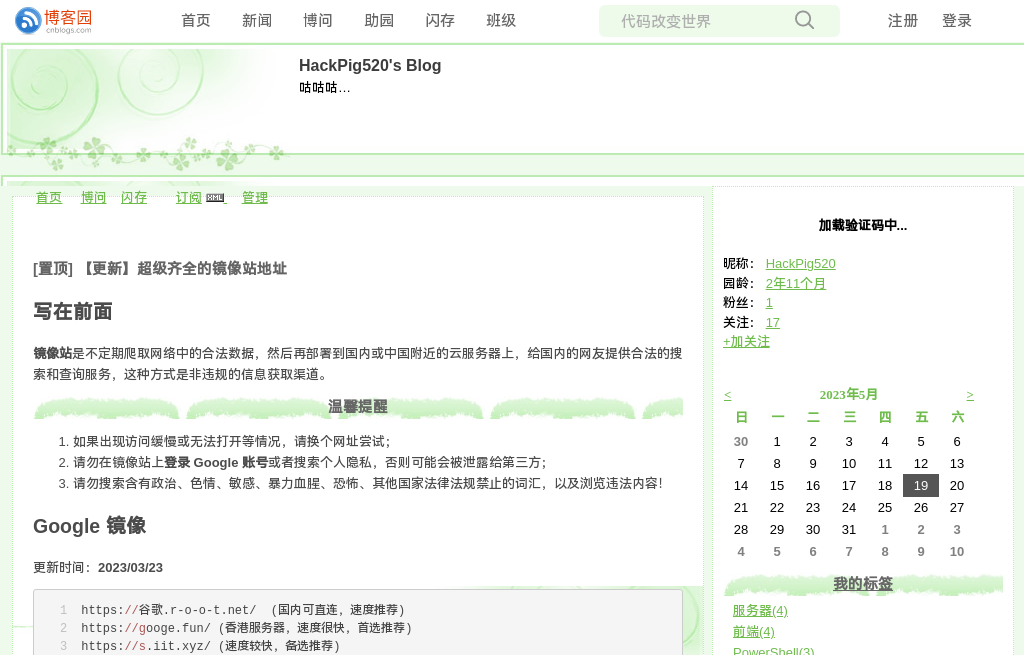 博客园
cnblogs.com
首页 新闻 博问 助园 闪存 班级
代码改变世界
注册 登录
HackPig520's Blog
咕咕咕…
首页 博问 闪存 订阅 XML 管理
[置顶] 【更新】超级齐全的镜像站地址
写在前面
镜像站是不定期爬取网络中的合法数据，然后再部署到国内或中国附近的云服务器上，给国内的网友提供合法的搜
索和查询服务，这种方式是非违规的信息获取渠道。
温馨提醒
1. 如果出现访问缓慢或无法打开等情况，请换个网址尝试；
2. 请勿在镜像站上登录 Google 账号或者搜索个人隐私，否则可能会被泄露给第三方；
3. 请勿搜索含有政治、色情、敏感、暴力血腥、恐怖、其他国家法律法规禁止的词汇，以及浏览违法内容！
Google 镜像
更新时间：2023/03/23
1 https://谷歌.r-o-o-t.net/ （国内可直连，速度推荐）
2 https://googe.fun/ (香港服务器，速度很快，首选推荐)
3 https://s.iit.xyz/ (速度较快，备选推荐)
加载验证码中...
昵称： HackPig520
园龄： 2年11个月
粉丝： 1
关注： 17
+加关注
< 2023年5月 >
日 一 二 三 四 五 六
30 1 2 3 4 5 6
7 8 9 10 11 12 13
14 15 16 17 18 19 20
21 22 23 24 25 26 27
28 29 30 31 1 2 3
4 5 6 7 8 9 10
我的标签
服务器(4)
前端(4)
PowerShell(3)